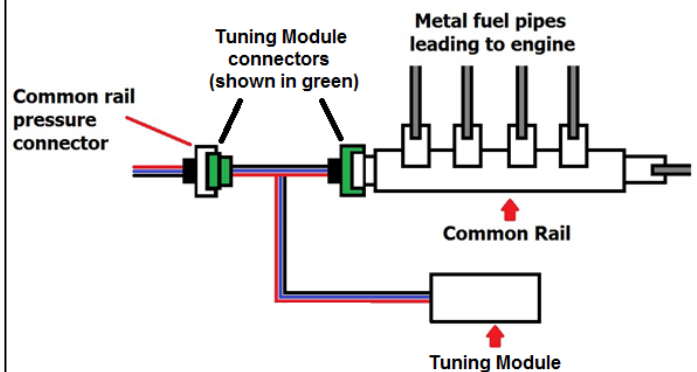 Tuning Module
connectors
(shown in green)
Metal fuel pipes
leading to engine
Common rail
pressure
connector
Common Rail
Tuning Module